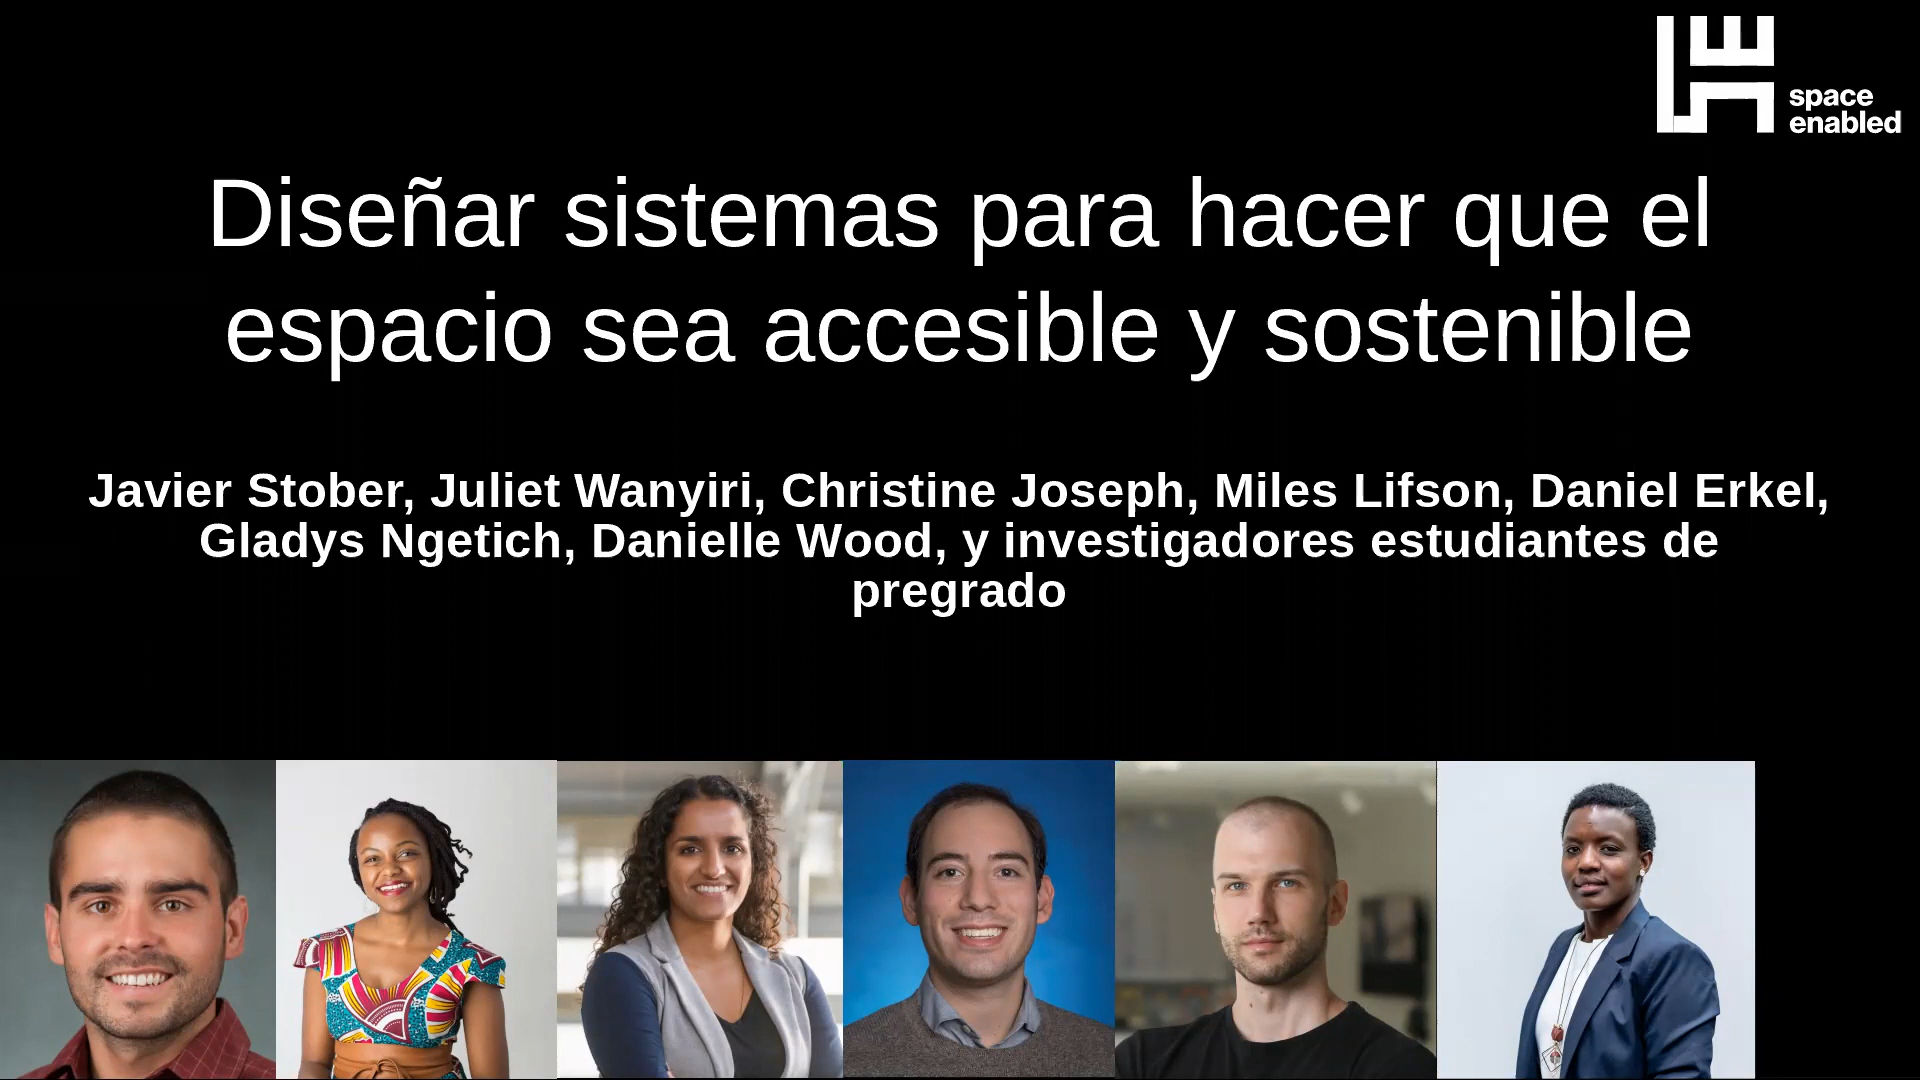 space
enabled
Diseñar sistemas para hacer que el
espacio sea accesible y sostenible
Javier Stober, Juliet Wanyiri, Christine Joseph, Miles Lifson, Daniel Erkel,
Gladys Ngetich, Danielle Wood, y investigadores estudiantes de
pregrado